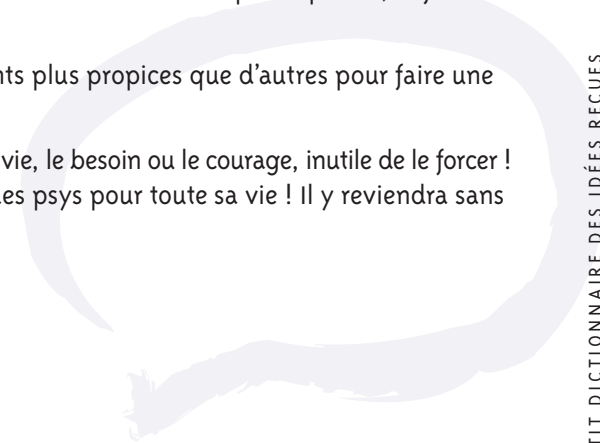 nts plus propices que d’autres pour faire une
vie, le besoin ou le courage, inutile de le forcer !
es psys pour toute sa vie ! Il y reviendra sans
TIT DICTIONNAIRE DES IDÉES REÇUES